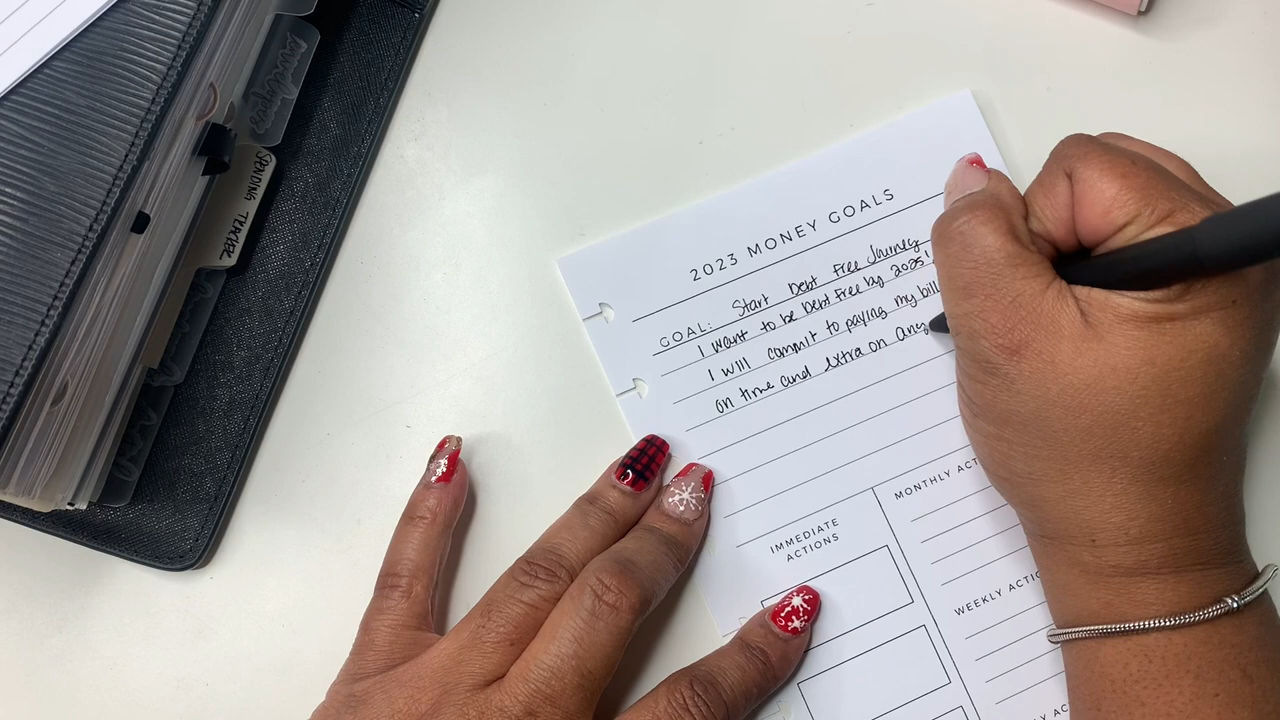 SPENDING TRACKER
2023 MONEY GOALS
GOAL: Start Debt Free Journey
I want to be Debt Free by 2025!
I will commit to paying my bill
on time and extra on any
IMMEDIATE
ACTIONS
MONTHLY ACT
WEEKLY ACTIO